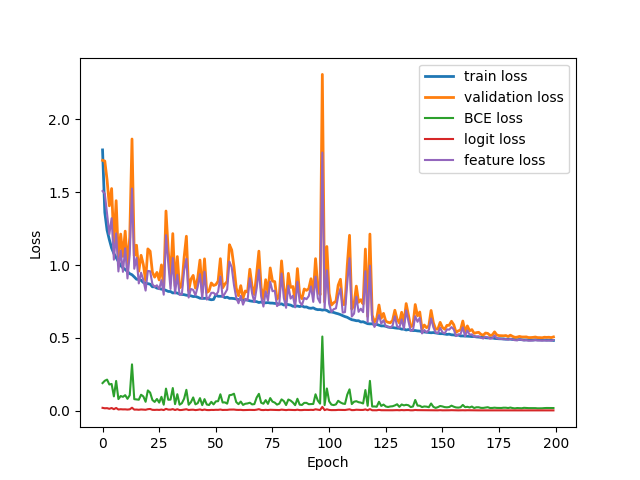 train loss
validation loss
BCE loss
logit loss
feature loss
2.0
1.5
1.0
0.5
0.0
Loss
0 25 50 75 100 125 150 175 200
Epoch